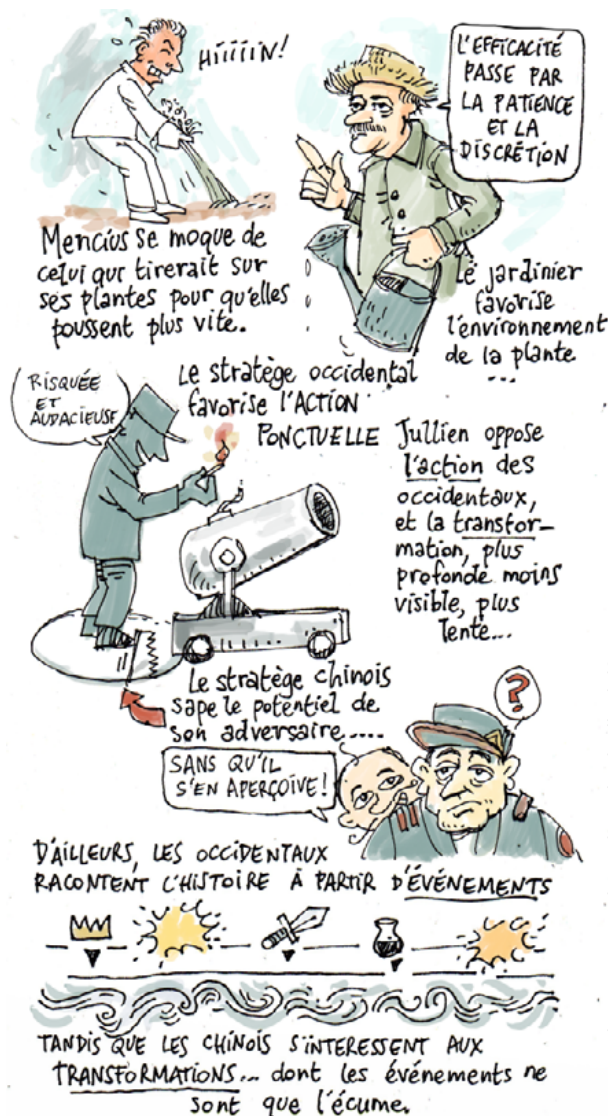 HiiiiiN!
L'EFFICACITÉ
PASSE PAR
LA PATIENCE
ET LA
DISCRÉTION
Mencius se moque de
celui qui tirerait sur
ses plantes pour qu'elles
poussent plus vite..
Le jardinier
favorise
l'environnement
de la plante
...
RISQUÉE
ET
AUDACIEUSE
Le stratège occidental
favorise l'ACTION
PONCTUELLE
Jullien oppose
l'action des
occidentaux,
et la transfor-
mation, plus
profonde moins
visible, plus
lente...
Le stratège chinois
sape le potentiel de
son adversaire.....
SANS QU'IL
S'EN APERÇOIVE!
?
D'AILLEURS, LES OCCIDENTAUX
RACONTENT L'HISTOIRE À PARTIR D'ÉVÉNEMENTS
TANDIS QUE LES CHINOIS S'INTERESSENT AUX
TRANSFORMATIONS... dont les événements ne
sont que l'écume.